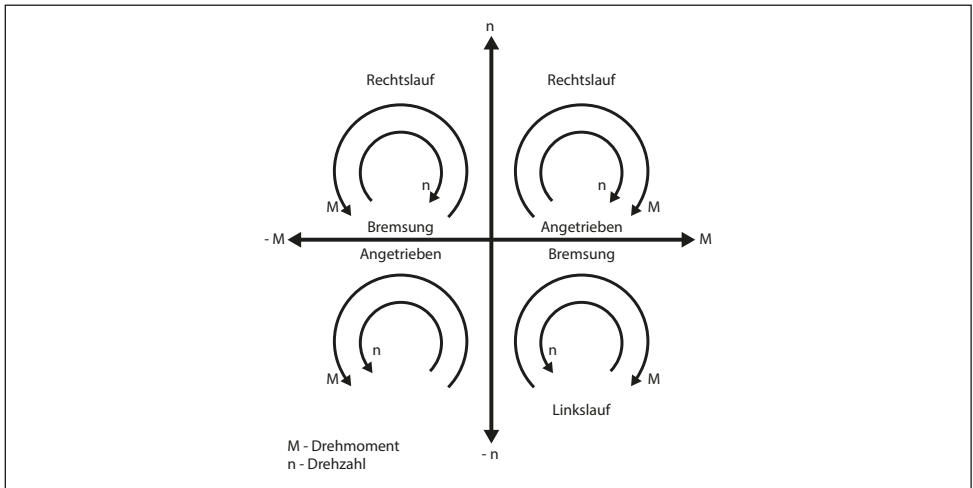 n
Rechtslauf Rechtslauf
n n
M M
Bremsung Angetrieben
- M M
Angetrieben Bremsung
n n
M M
Linkslauf
M - Drehmoment
n - Drehzahl
- n